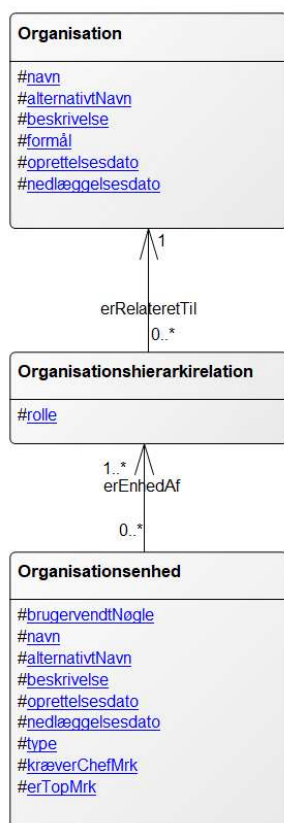 Organisation
#navn
#alternativtNavn
#beskrivelse
#formål
#oprettelsesdato
#nedlæggelsesdato
1
erRelateretTil
0..*
Organisationshierarkirelation
#rolle
1..*
erEnhedAf
0..*
Organisationsenhed
#brugervendtNøgle
#navn
#alternativtNavn
#beskrivelse
#oprettelsesdato
#nedlæggelsesdato
#type
#kræverChefMrk
#erTopMrk